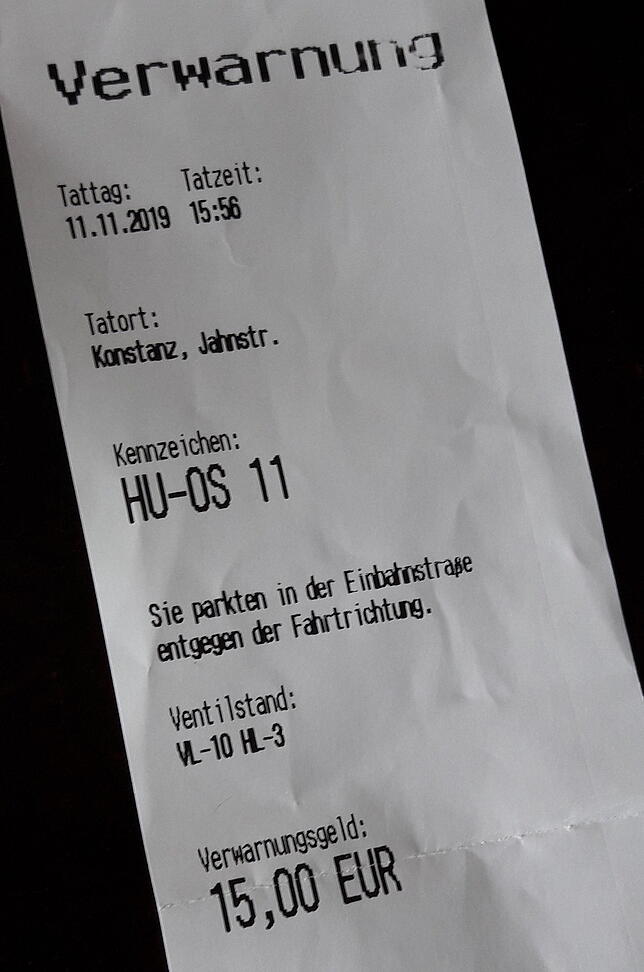 Verwarnung
Tattag: Tatzeit:
11.11.2019 15:56
Tatort:
Konstanz, Jahnstr.
Kennzeichen:
HU-OS 11
Sie parkten in der Einbahnstraße
entgegen der Fahrtrichtung.
Ventilstand:
VL-10 HL-3
Verwarnungsgeld:
15,00 EUR